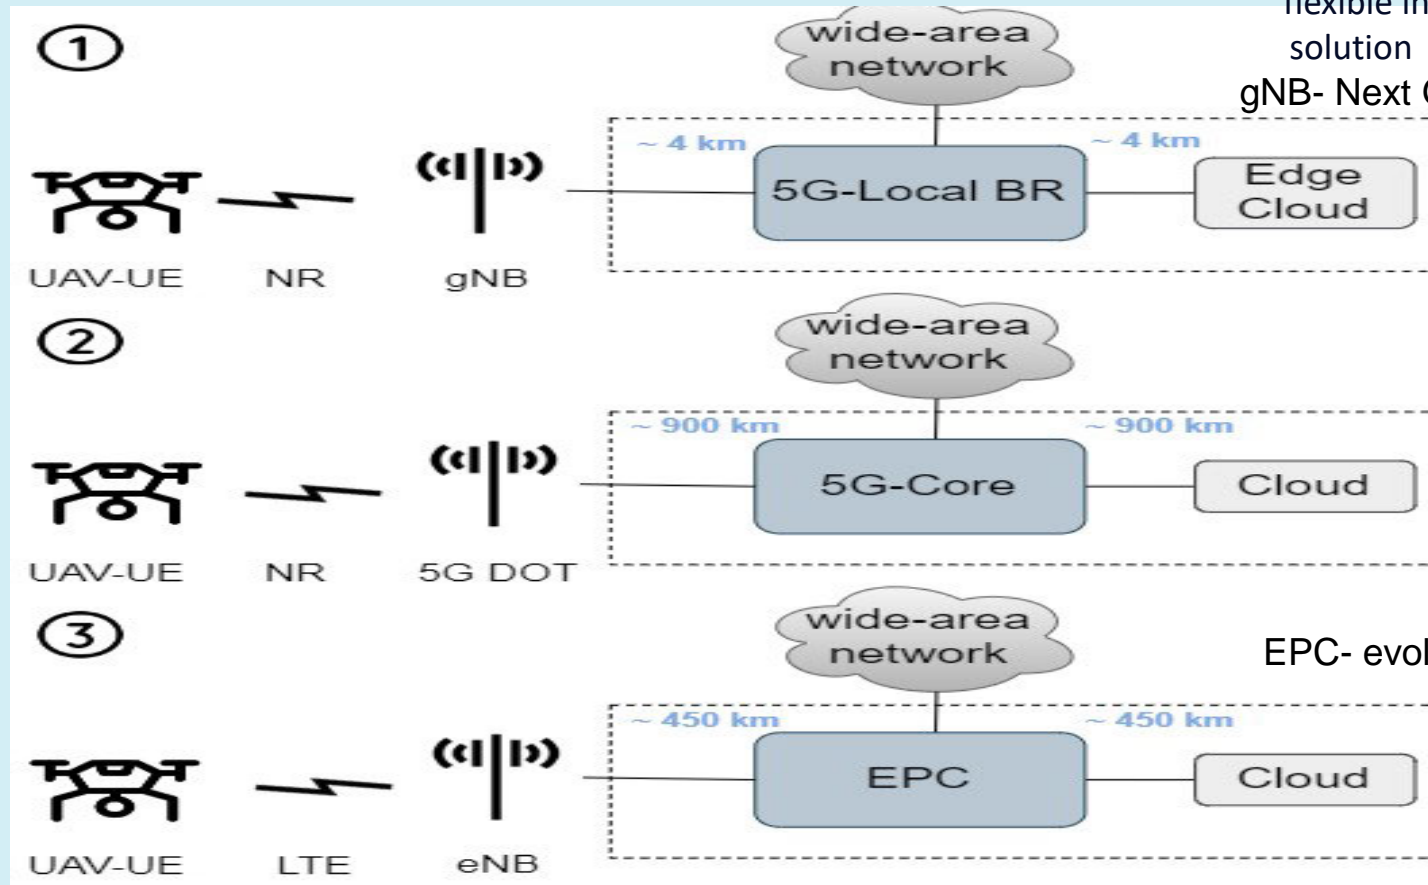 flexible in
solution
gNB- Next
①
wide-area
network
~ 4 km
~ 4 km
5G-Local BR
Edge
Cloud
UAV-UE
NR
gNB
②
wide-area
network
~ 900 km
~ 900 km
5G-Core
Cloud
UAV-UE
NR
5G DOT
③
wide-area
network
EPC- evol
~ 450 km
~ 450 km
EPC
Cloud
UAV-UE
LTE
eNB